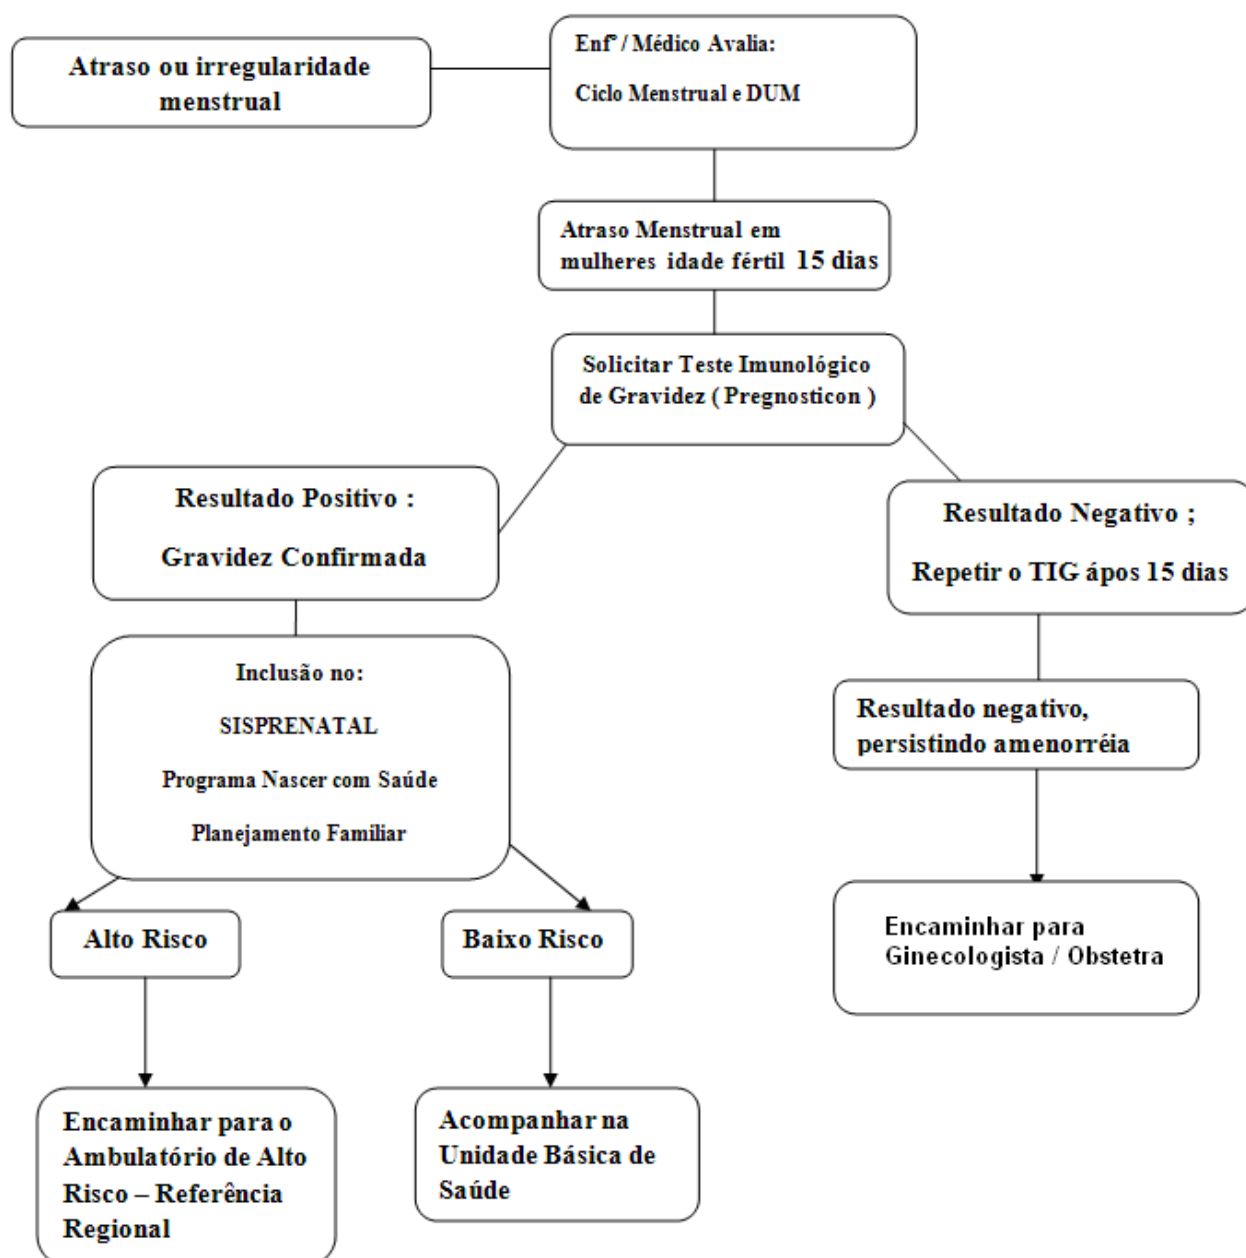 Atraso ou irregularidade
menstrual
Enfº / Médico Avalia:
Ciclo Menstrual e DUM
Atraso Menstrual em
mulheres idade fértil 15 dias
Solicitar Teste Imunológico
de Gravidez ( Pregnosticon )
Resultado Positivo :
Gravidez Confirmada
Resultado Negativo ;
Repetir o TIG ápos 15 dias
Inclusão no:
SISPRENATAL
Programa Nascer com Saúde
Planejamento Familiar
Resultado negativo,
persistindo amenorréia
Alto Risco
Baixo Risco
Encaminhar para
Ginecologista / Obstetra
Encaminhar para o
Ambulatório de Alto
Risco – Referência
Regional
Acompanhar na
Unidade Básica de
Saúde